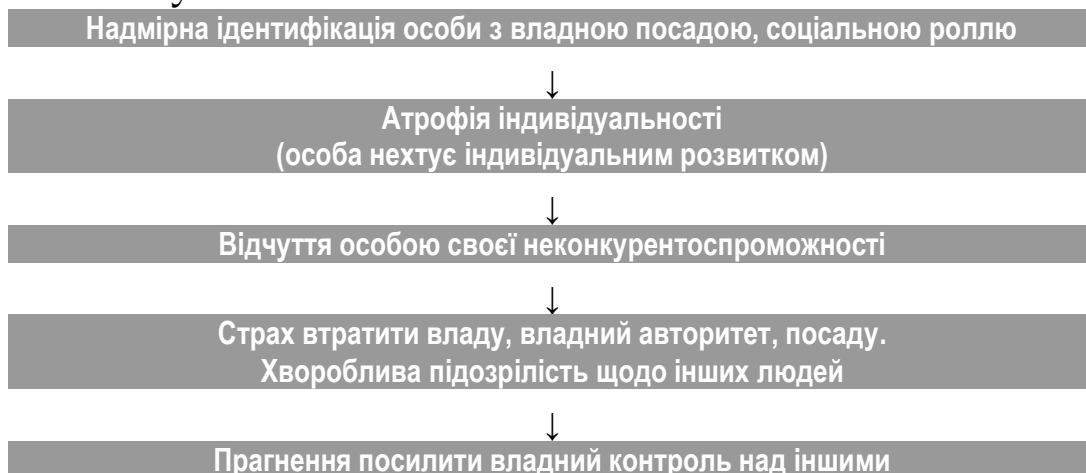 Надмірна ідентифікація особи з владною посадою, соціальною роллю
↓
Атрофія індивідуальності
(особа нехтує індивідуальним розвитком)
↓
Відчуття особою своєї неконкурентоспроможності
↓
Страх втратити владу, владний авторитет, посаду.
Хвороблива підозрілість щодо інших людей
↓
Прагнення посилити владний контроль над іншими